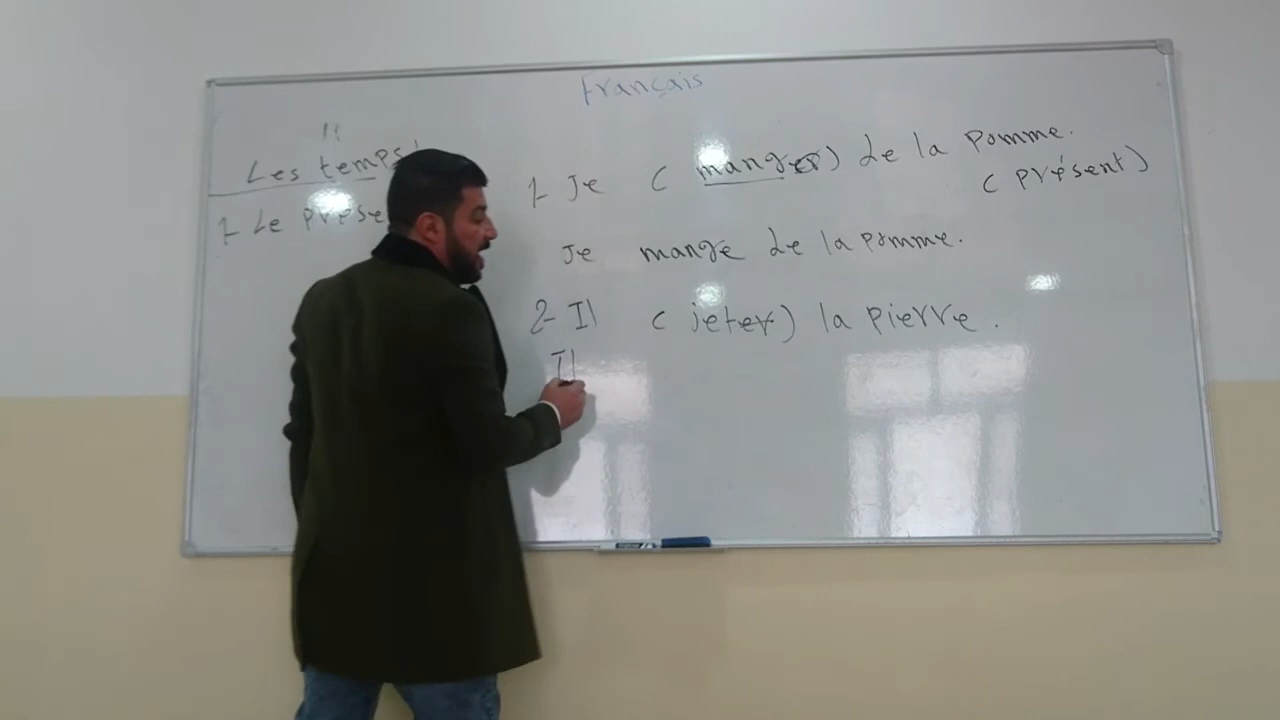 Français
Les temps
1- Le prése
1- Je ( manger) de la pomme.
( présent)
Je mange de la pomme.
2- Il ( jeter) la pierre.
Il